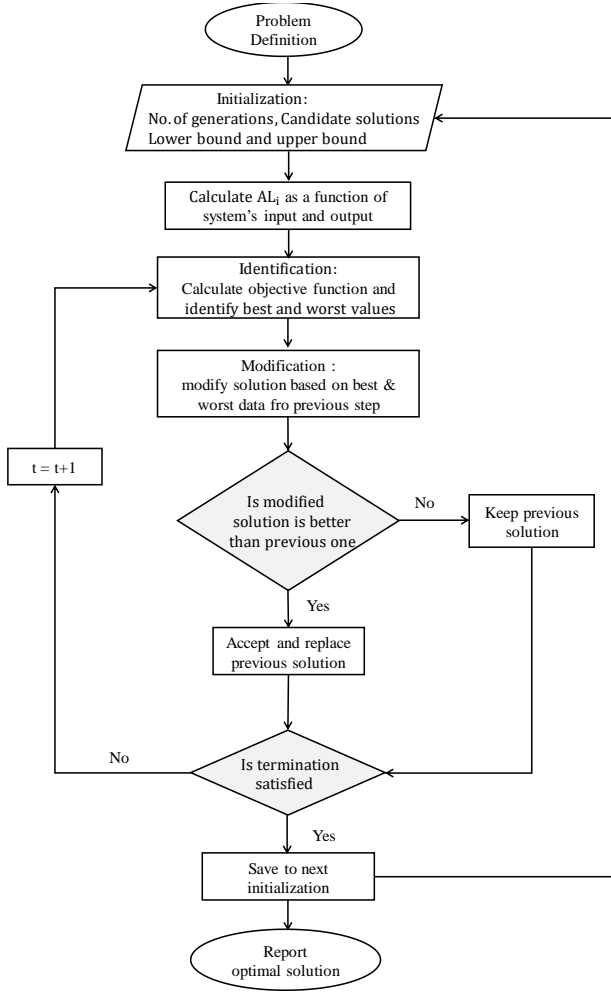 Problem
Definition
Initialization:
No. of generations, Candidate solutions
Lower bound and upper bound
Calculate ALi as a function of
system's input and output
Identification:
Calculate objective function and
identify best and worst values
Modification :
modify solution based on best &
worst data fro previous step
t = t+1
Is modified
solution is better
than previous one
No
Keep previous
solution
Yes
Accept and replace
previous solution
No
Is termination
satisfied
Yes
Save to next
initialization
Report
optimal solution